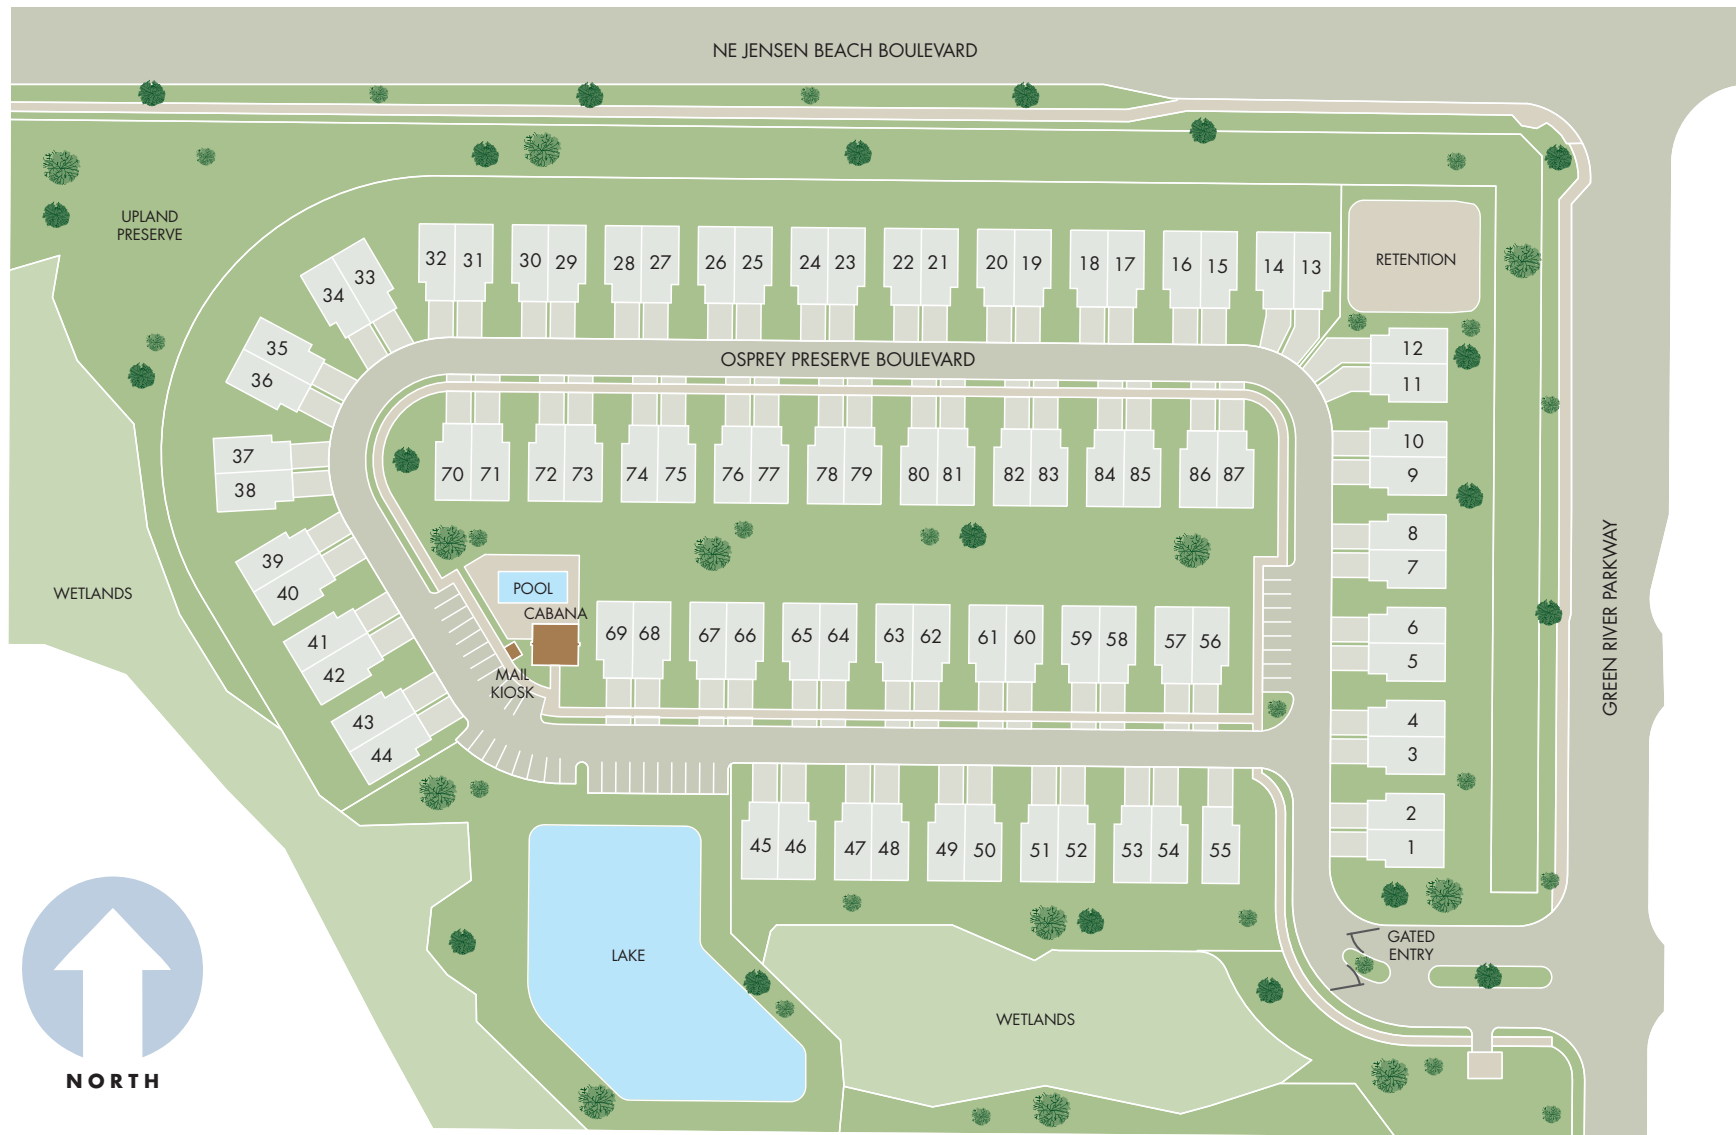 NE JENSEN BEACH BOULEVARD
UPLAND
PRESERVE
32 31 30 29 28 27 26 25 24 23 22 21 20 19 18 17 16 15 14 13
RETENTION
33
34
35
36
37
38
39
40
41
42
43
44
OSPREY PRESERVE BOULEVARD
12
11
10
9
8
7
6
5
4
3
2
1
70 71 72 73 74 75 76 77 78 79 80 81 82 83 84 85 86 87
WETLANDS
POOL
CABANA
MAIL
KIOSK
69 68 67 66 65 64 63 62 61 60 59 58 57 56
GREEN RIVER PARKWAY
45 46 47 48 49 50 51 52 53 54 55
LAKE
WETLANDS
GATED
ENTRY
NORTH